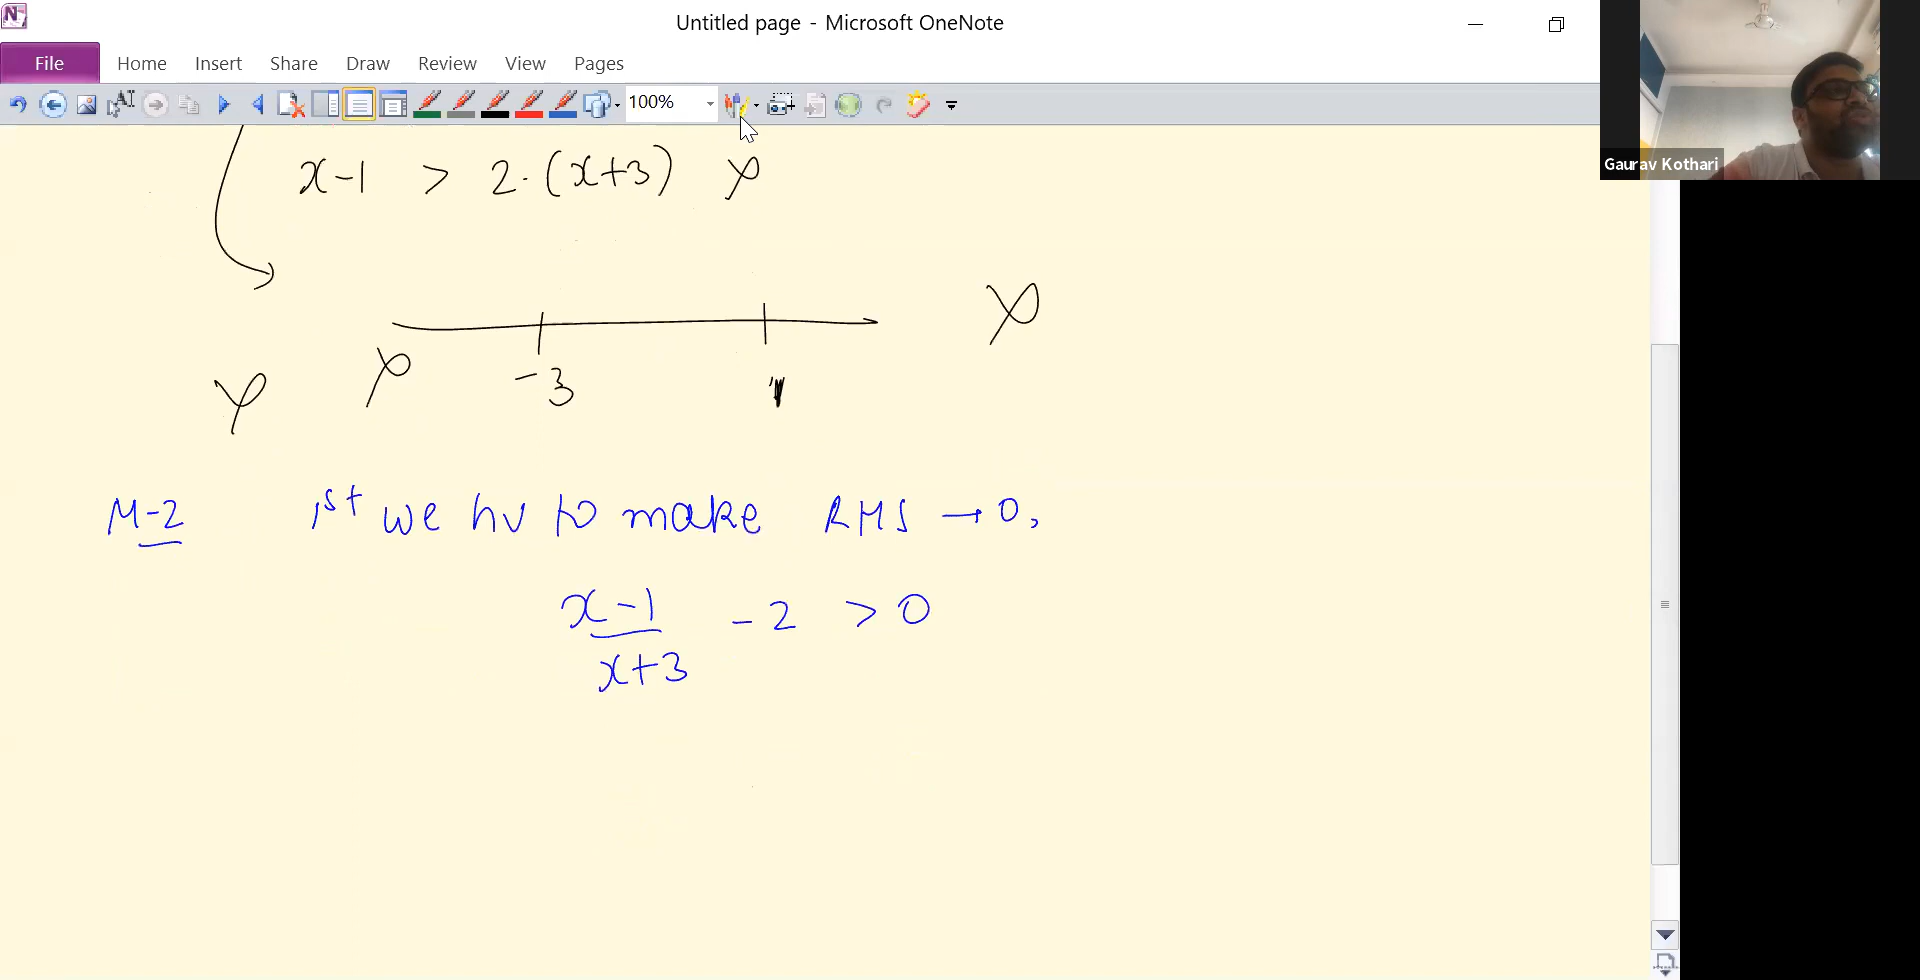 Untitled page - Microsoft OneNote
File Home Insert Share Draw Review View Pages
100%
Gaurav Kothari
x-1 > 2·(x+3)
-3
M-2 1st we hv to make RHS → 0,
x-1
- 2 > 0
x+3